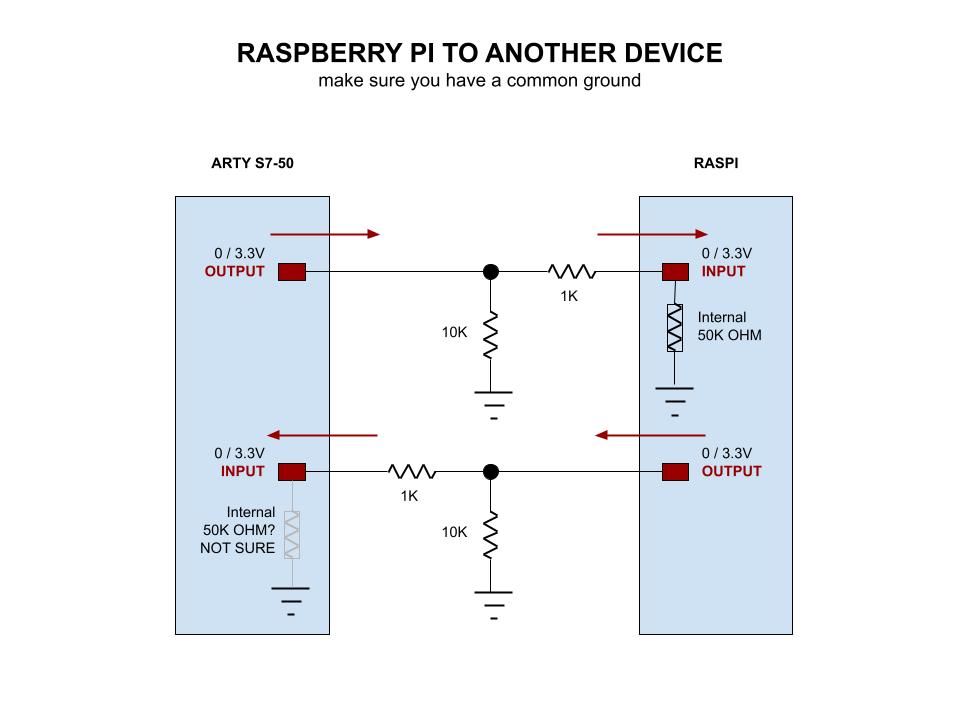 RASPBERRY PI TO ANOTHER DEVICE
make sure you have a common ground
ARTY S7-50
RASPI
0 / 3.3V
OUTPUT
0 / 3.3V
INPUT
1K
10K
Internal
50K OHM
0 / 3.3V
INPUT
0 / 3.3V
OUTPUT
1K
10K
Internal
50K OHM?
NOT SURE